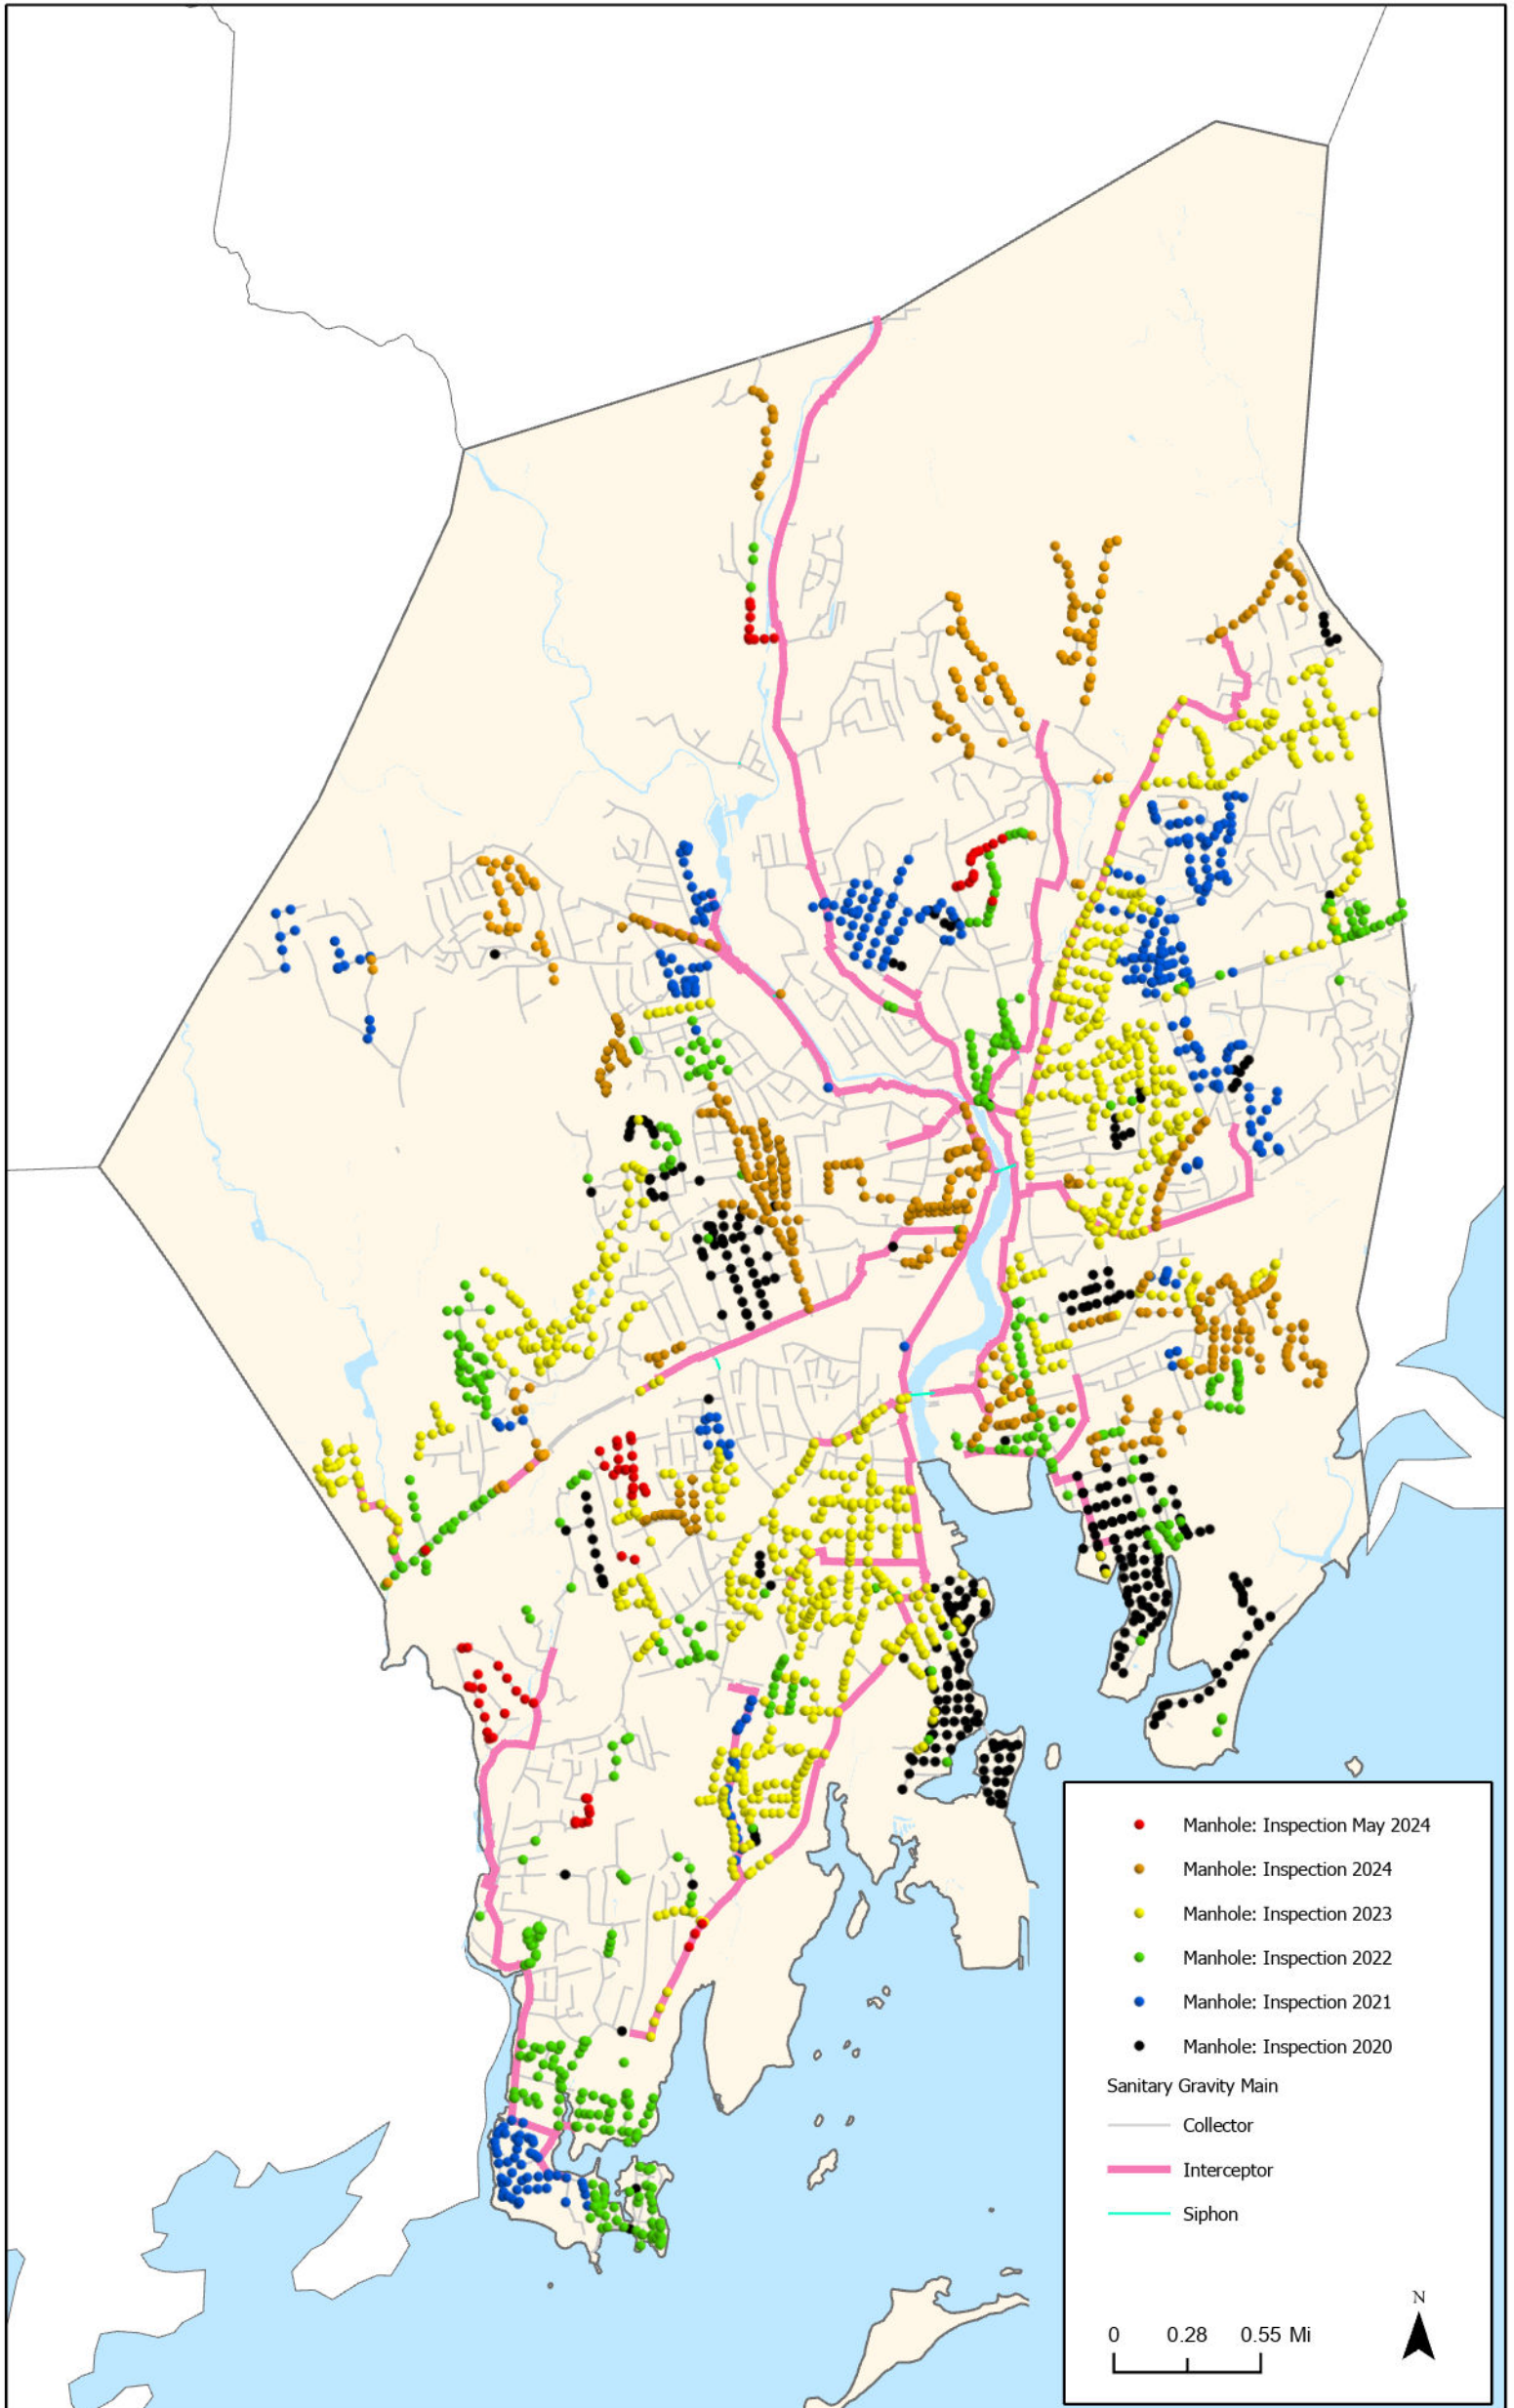 Manhole: Inspection May 2024
Manhole: Inspection 2024
Manhole: Inspection 2023
Manhole: Inspection 2022
Manhole: Inspection 2021
Manhole: Inspection 2020
Sanitary Gravity Main
Collector
Interceptor
Siphon
N
0 0.28 0.55 Mi